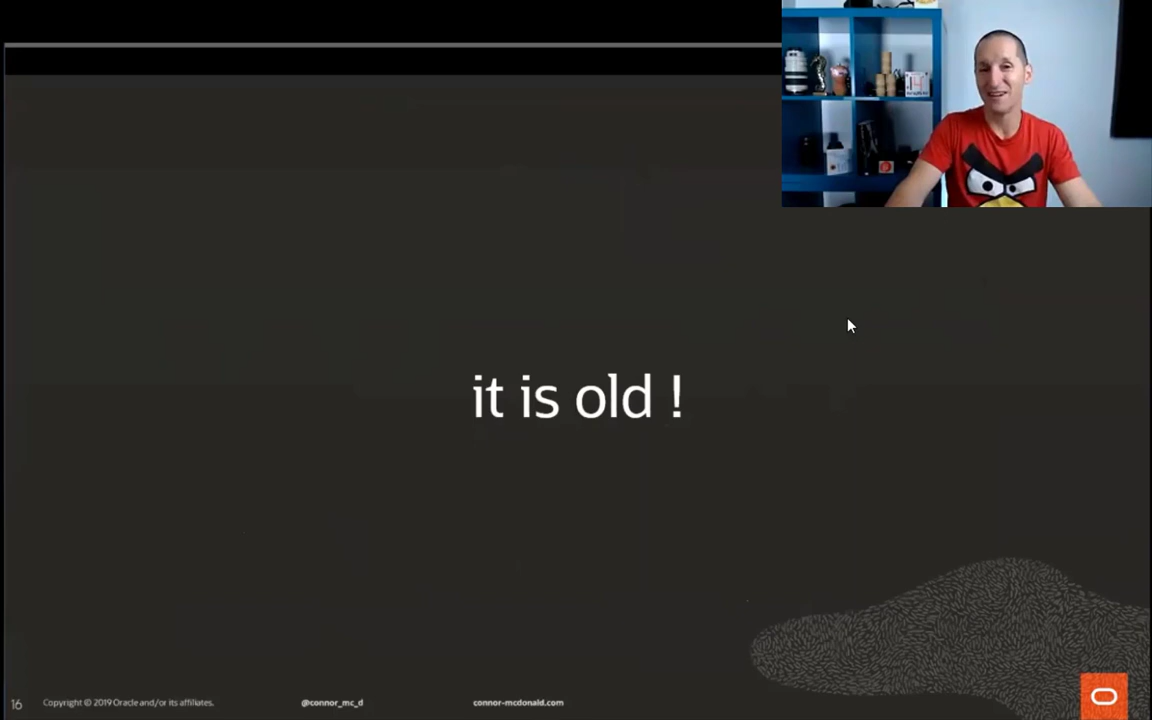 it is old !
16 Copyright © 2019 Oracle and/or its affiliates. @connor_mc_d connor-mcdonald.com